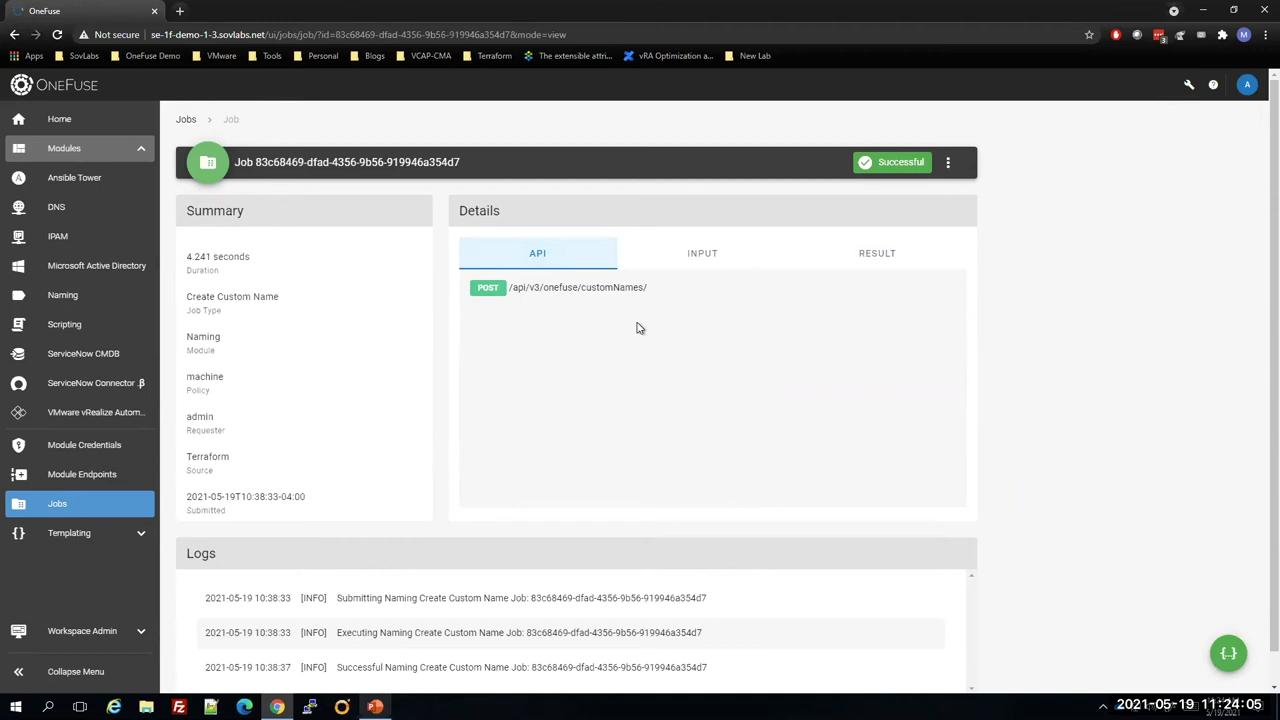 OneFuse
Not secure
se-1f-demo-1-3.sovlabs.net/ui/jobs/job/?id=83c68469-dfad-4356-9b56-919946a354d7&mode=view
Apps
SovLabs
OneFuse Demo
VMware
Tools
Personal
Blogs
VCAP-CMA
Terraform
The extensible attri...
vRA Optimization a...
New Lab
ONEFUSE
A
Home
Modules
Ansible Tower
DNS
IPAM
Microsoft Active Directory
Naming
Scripting
ServiceNow CMDB
ServiceNow Connector .β
VMware vRealize Autom...
Module Credentials
Module Endpoints
Jobs
Templating
Workspace Admin
Collapse Menu
Jobs > Job
Job 83c68469-dfad-4356-9b56-919946a354d7
Successful
Summary
4.241 seconds
Duration
Create Custom Name
Job Type
Naming
Module
machine
Policy
admin
Requester
Terraform
Source
2021-05-19T10:38:33-04:00
Submitted
Details
API
INPUT
RESULT
POST /api/v3/onefuse/customNames/
Logs
2021-05-19 10:38:33 [INFO] Submitting Naming Create Custom Name Job: 83c68469-dfad-4356-9b56-919946a354d7
2021-05-19 10:38:33 [INFO] Executing Naming Create Custom Name Job: 83c68469-dfad-4356-9b56-919946a354d7
2021-05-19 10:38:37 [INFO] Successful Naming Create Custom Name Job: 83c68469-dfad-4356-9b56-919946a354d7
2021-05-19 11:24:05
5/19/2021